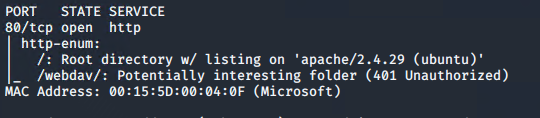 PORT   STATE SERVICE
80/tcp open  http
| http-enum:
|   /: Root directory w/ listing on 'apache/2.4.29 (ubuntu)'
|_  /webdav/: Potentially interesting folder (401 Unauthorized)
MAC Address: 00:15:5D:00:04:0F (Microsoft)